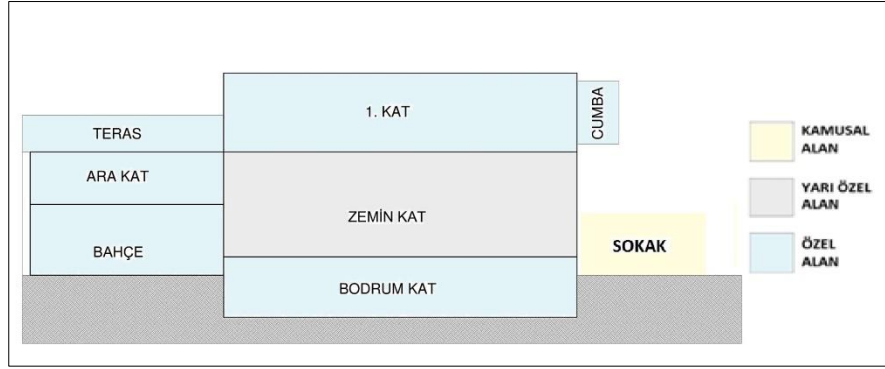 1. KAT
CUMBA
TERAS
ARA KAT
ZEMİN KAT
BAHÇE
SOKAK
BODRUM KAT
KAMUSAL
ALAN
YARI ÖZEL
ALAN
ÖZEL
ALAN